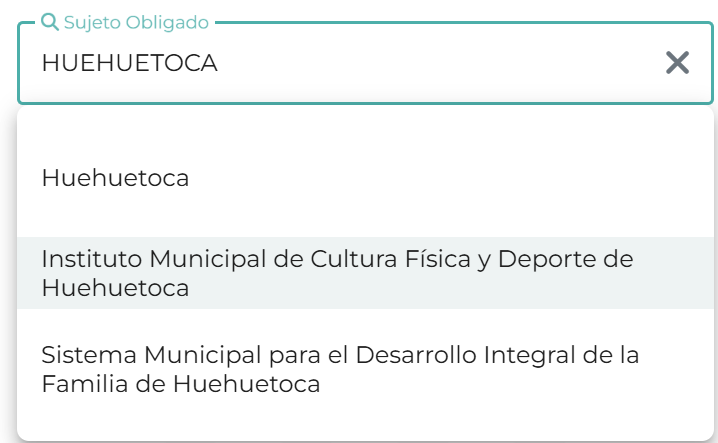 Sujeto Obligado
HUEHUETOCA
Huehuetoca
Instituto Municipal de Cultura Física y Deporte de
Huehuetoca
Sistema Municipal para el Desarrollo Integral de la
Familia de Huehuetoca